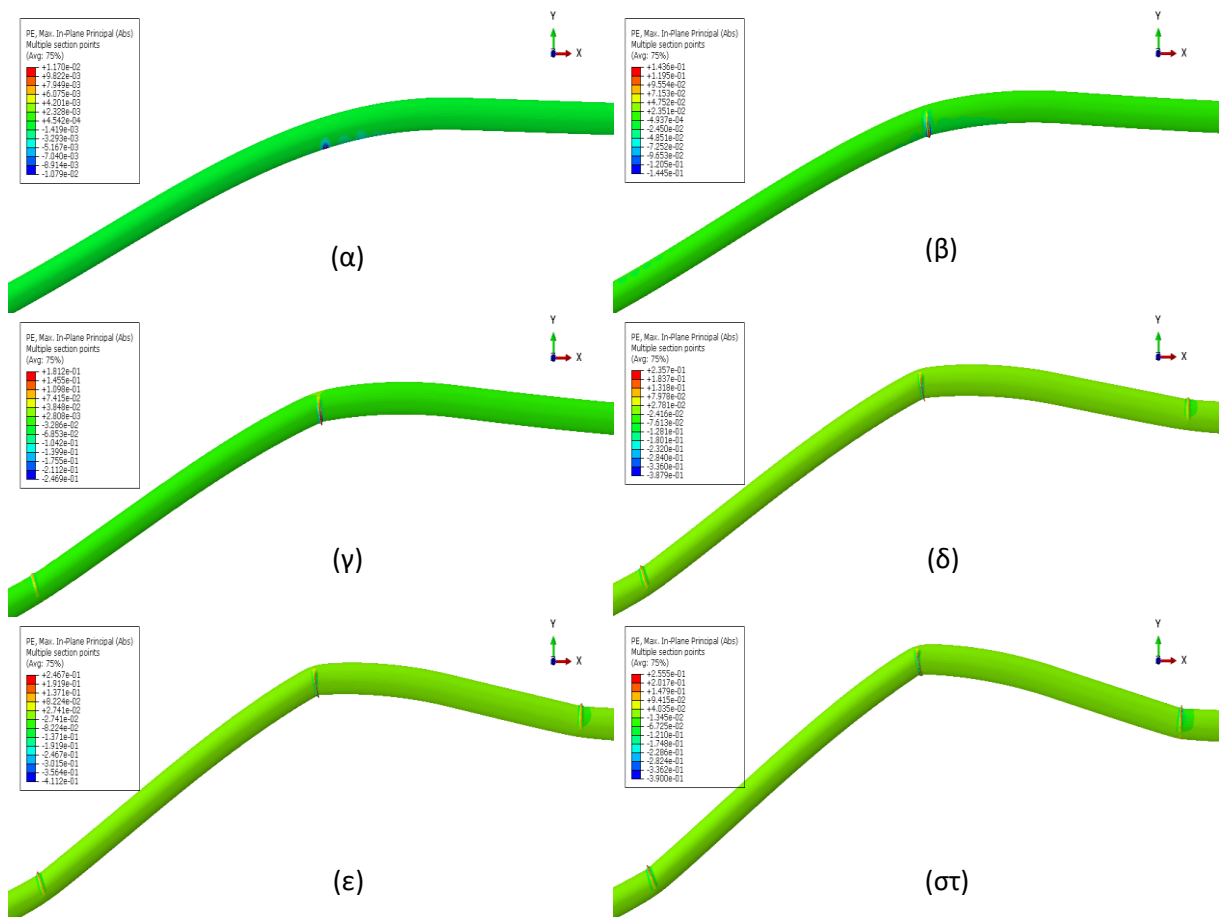 PE, Max. In-Plane Principal (Abs)
Multiple section points
(Avg: 75%)
+1.170e-02
+9.822e-03
+7.949e-03
+6.075e-03
+4.201e-03
+2.328e-03
+4.542e-04
-1.419e-03
-3.293e-03
-5.167e-03
-7.040e-03
-8.914e-03
-1.079e-02
Y
X
(α)
PE, Max. In-Plane Principal (Abs)
Multiple section points
(Avg: 75%)
+1.436e-01
+1.195e-01
+9.554e-02
+7.153e-02
+4.752e-02
+2.351e-02
-4.937e-04
-2.450e-02
-4.851e-02
-7.252e-02
-9.653e-02
-1.205e-01
-1.445e-01
Y
X
(β)
PE, Max. In-Plane Principal (Abs)
Multiple section points
(Avg: 75%)
+1.812e-01
+1.455e-01
+1.098e-01
+7.415e-02
+3.848e-02
+2.808e-03
-3.286e-02
-6.853e-02
-1.042e-01
-1.399e-01
-1.755e-01
-2.112e-01
-2.469e-01
Y
X
(γ)
PE, Max. In-Plane Principal (Abs)
Multiple section points
(Avg: 75%)
+2.357e-01
+1.837e-01
+1.318e-01
+7.978e-02
+2.781e-02
-2.416e-02
-7.613e-02
-1.281e-01
-1.801e-01
-2.320e-01
-2.840e-01
-3.360e-01
-3.879e-01
Y
X
(δ)
PE, Max. In-Plane Principal (Abs)
Multiple section points
(Avg: 75%)
+2.467e-01
+1.919e-01
+1.371e-01
+8.224e-02
+2.741e-02
-2.741e-02
-8.224e-02
-1.371e-01
-1.919e-01
-2.467e-01
-3.015e-01
-3.564e-01
-4.112e-01
Y
X
(ε)
PE, Max. In-Plane Principal (Abs)
Multiple section points
(Avg: 75%)
+2.555e-01
+2.017e-01
+1.479e-01
+9.415e-02
+4.035e-02
-1.345e-02
-6.725e-02
-1.210e-01
-1.748e-01
-2.286e-01
-2.824e-01
-3.362e-01
-3.900e-01
Y
X
(στ)